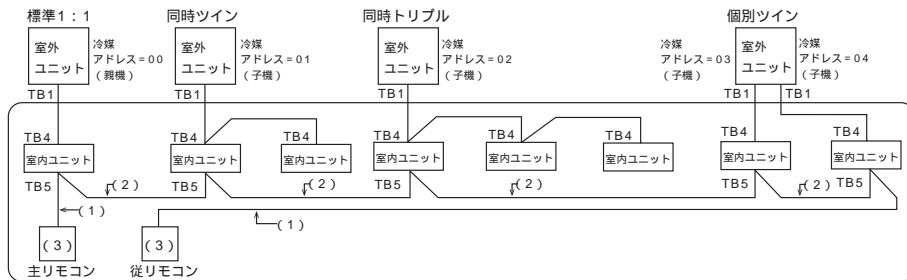 標準1：1
同時ツイン
同時トリプル
個別ツイン
室外
ユニット
冷媒
アドレス＝００
（親機）
室外
ユニット
冷媒
アドレス＝０１
（子機）
室外
ユニット
冷媒
アドレス＝０２
（子機）
冷媒
アドレス＝０３
（子機）
室外
ユニット
冷媒
アドレス＝０４
（子機）
TB1
TB1
TB1
TB1
TB1
TB4
TB4
TB4
TB4
TB4
TB4
TB4
TB4
室内ユニット
室内ユニット
室内ユニット
室内ユニット
室内ユニット
室内ユニット
室内ユニット
室内ユニット
TB5
（2）
TB5
（2）
TB5
（2）
TB5
（2）
TB5
（1）
（1）
（3）
（3）
主リモコン
従リモコン